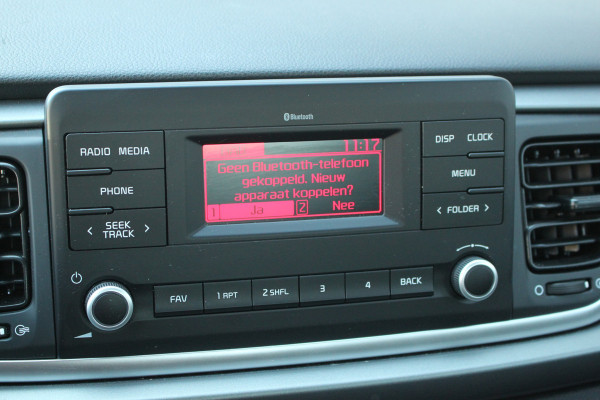 Bluetooth
11:17
Geen Bluetooth-telefoon
gekoppeld. Nieuw
apparaat koppelen?
1 Ja 2 Nee
RADIO MEDIA
PHONE
< SEEK TRACK >
DISP CLOCK
MENU
< FOLDER >
FAV
1 RPT
2 SHFL
3
4
BACK